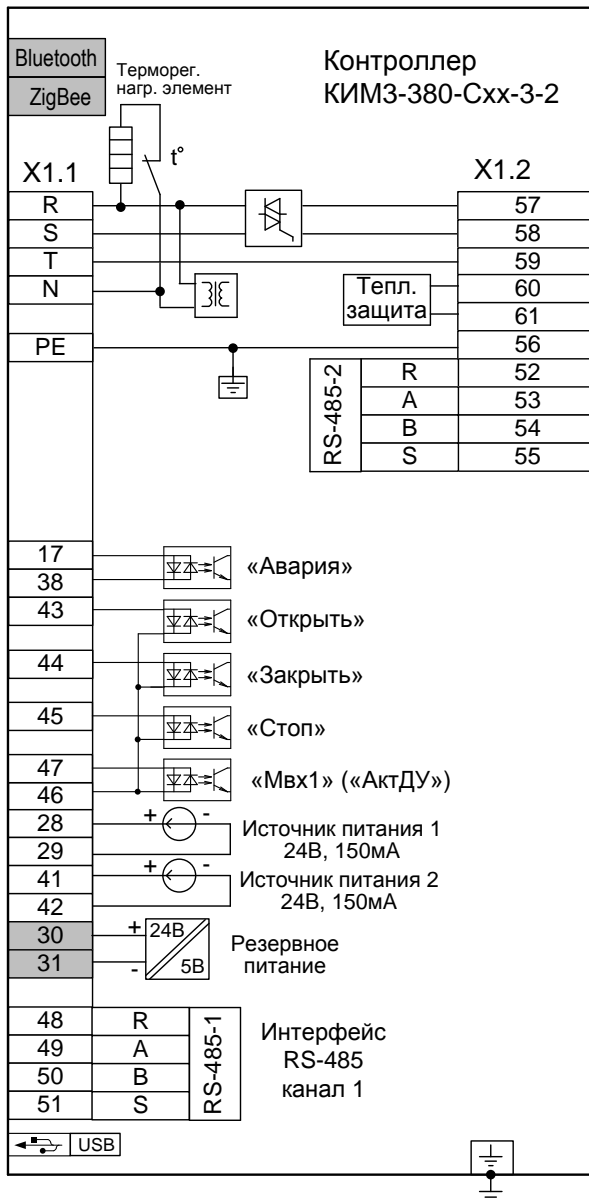 Bluetooth
ZigBee
Терморег.
нагр. элемент
Контроллер
КИМ3-380-Схх-3-2
t°
X1.1
X1.2
R
57
S
58
T
59
N
Тепл.
защита
60
61
PE
56
RS-485-2
R
52
A
53
B
54
S
55
17
38
«Авария»
43
«Открыть»
44
«Закрыть»
45
«Стоп»
47
46
«Мвх1» («АктДУ»)
28
+
-
Источник питания 1
24В, 150мА
29
41
+
-
Источник питания 2
24В, 150мА
42
30
+
24В
Резервное
питание
31
-
5В
48
R
49
A
50
B
51
S
RS-485-1
Интерфейс
RS-485
канал 1
USB